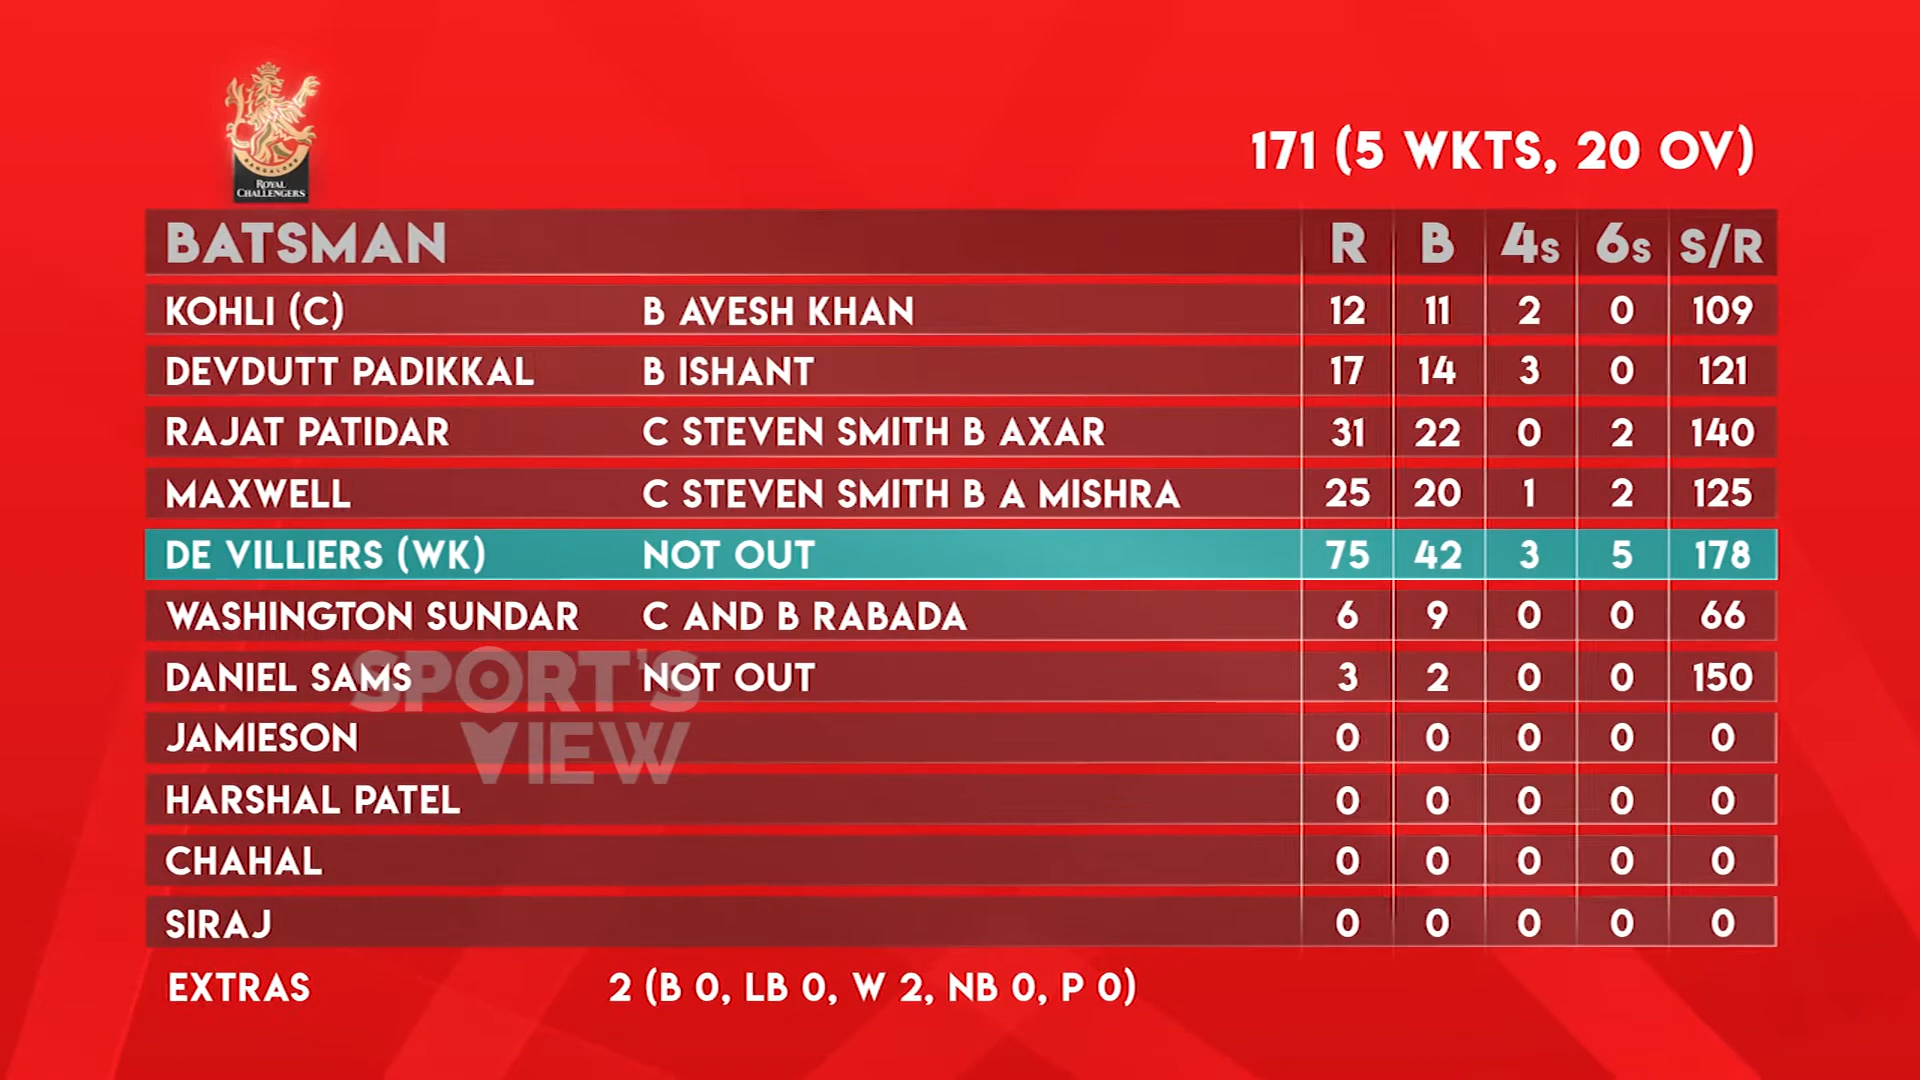 BANGALORE
ROYAL
CHALLENGERS
171 (5 WKTS, 20 OV)
BATSMAN R B 4s 6s S/R
KOHLI (C) B AVESH KHAN 12 11 2 0 109
DEVDUTT PADIKKAL B ISHANT 17 14 3 0 121
RAJAT PATIDAR C STEVEN SMITH B AXAR 31 22 0 2 140
MAXWELL C STEVEN SMITH B A MISHRA 25 20 1 2 125
DE VILLIERS (WK) NOT OUT 75 42 3 5 178
WASHINGTON SUNDAR C AND B RABADA 6 9 0 0 66
DANIEL SAMS NOT OUT 3 2 0 0 150
SPORT'S
VIEW
JAMIESON 0 0 0 0 0
HARSHAL PATEL 0 0 0 0 0
CHAHAL 0 0 0 0 0
SIRAJ 0 0 0 0 0
EXTRAS 2 (B 0, LB 0, W 2, NB 0, P 0)